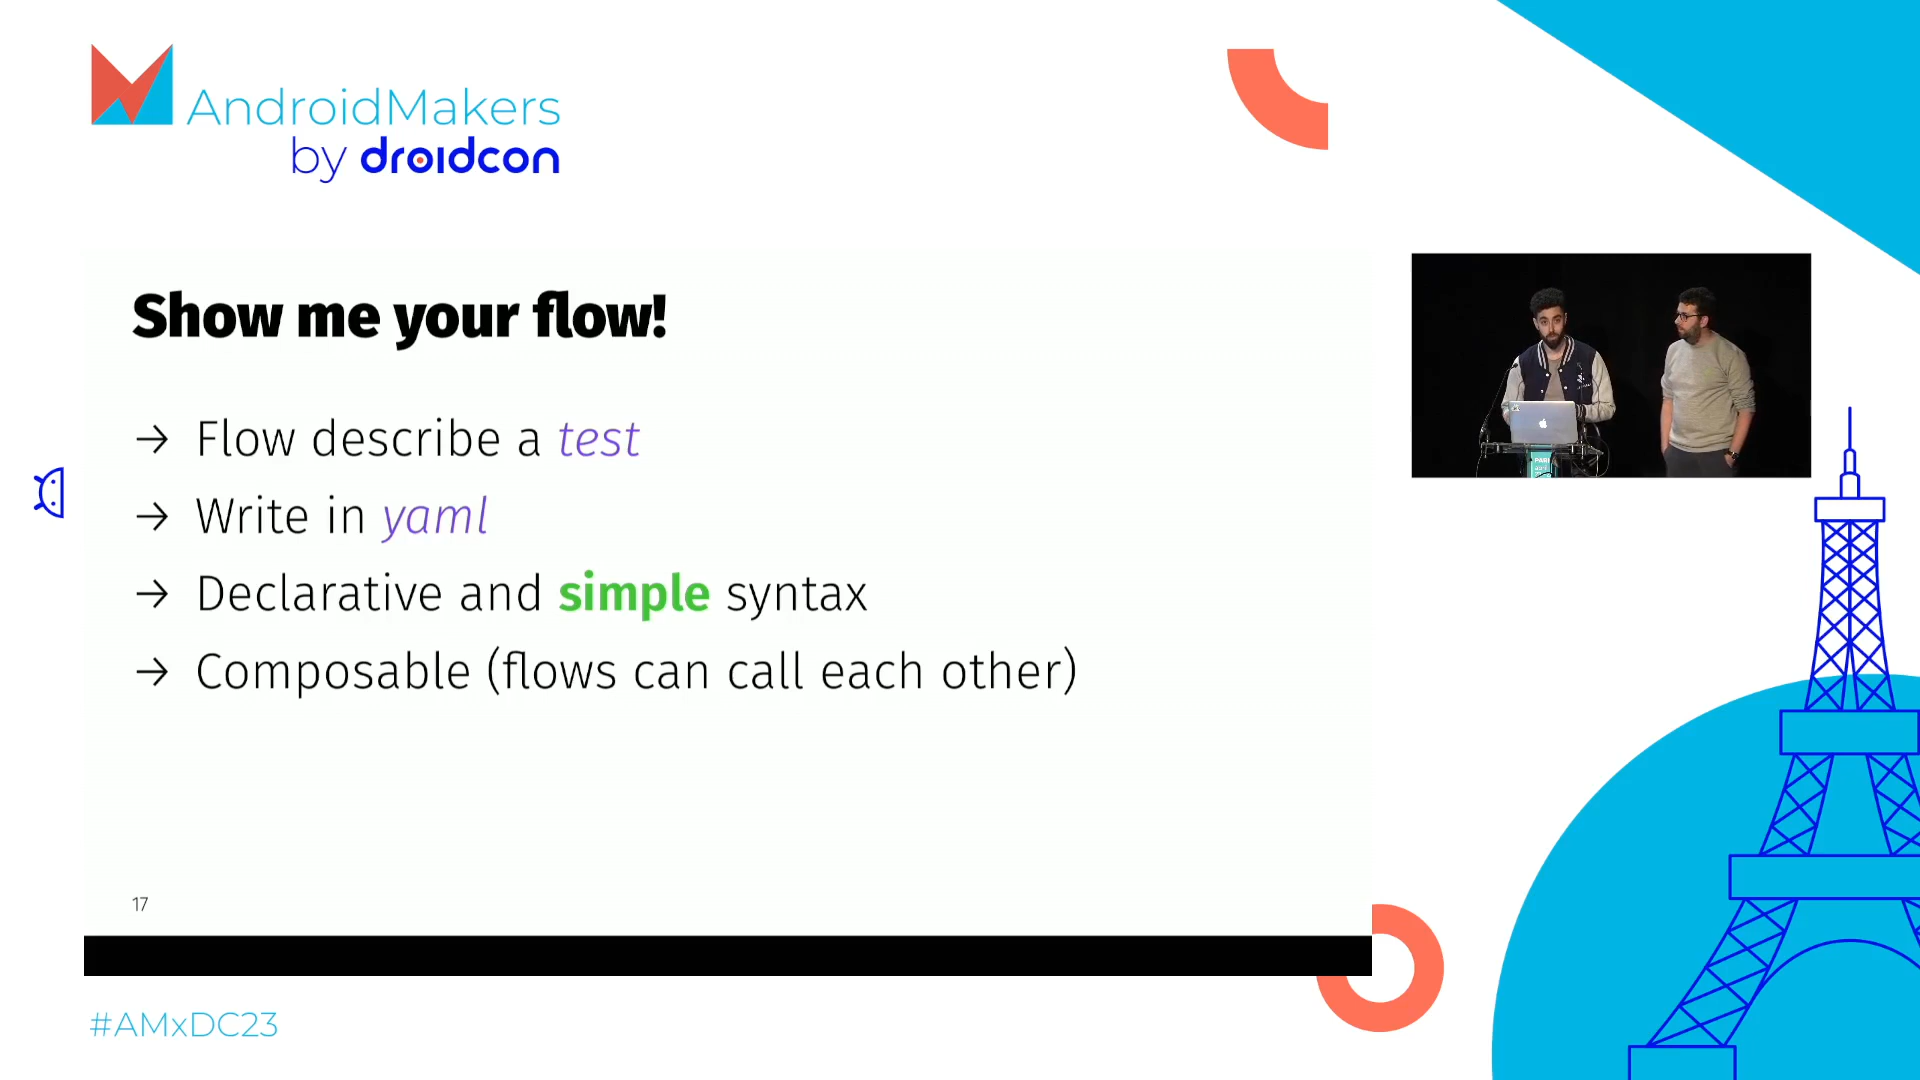 AndroidMakers
by droidcon
Show me your flow!
→ Flow describe a test
→ Write in yaml
→ Declarative and simple syntax
→ Composable (flows can call each other)
17
#AMxDC23